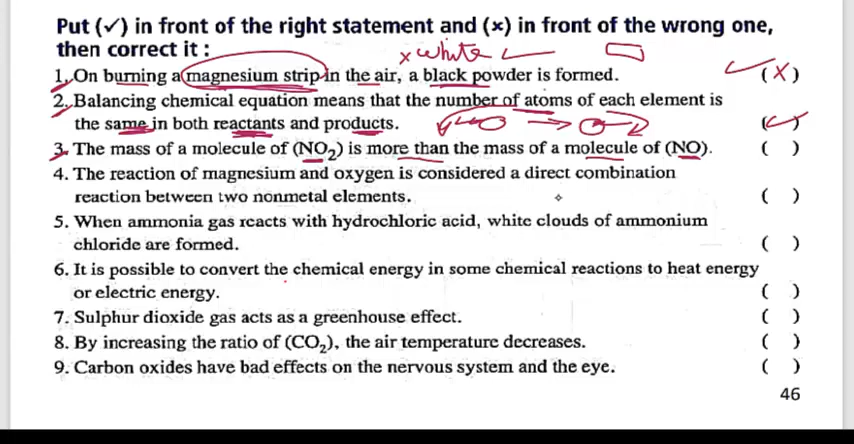 Put (✓) in front of the right statement and (×) in front of the wrong one,
then correct it :
× white
1. On burning a magnesium strip in the air, a black powder is formed. (X)
2. Balancing chemical equation means that the number of atoms of each element is
the same in both reactants and products. (✓)
3. The mass of a molecule of (NO₂) is more than the mass of a molecule of (NO). ( )
4. The reaction of magnesium and oxygen is considered a direct combination
reaction between two nonmetal elements. ( )
5. When ammonia gas reacts with hydrochloric acid, white clouds of ammonium
chloride are formed. ( )
6. It is possible to convert the chemical energy in some chemical reactions to heat energy
or electric energy. ( )
7. Sulphur dioxide gas acts as a greenhouse effect. ( )
8. By increasing the ratio of (CO₂), the air temperature decreases. ( )
9. Carbon oxides have bad effects on the nervous system and the eye. ( )
46